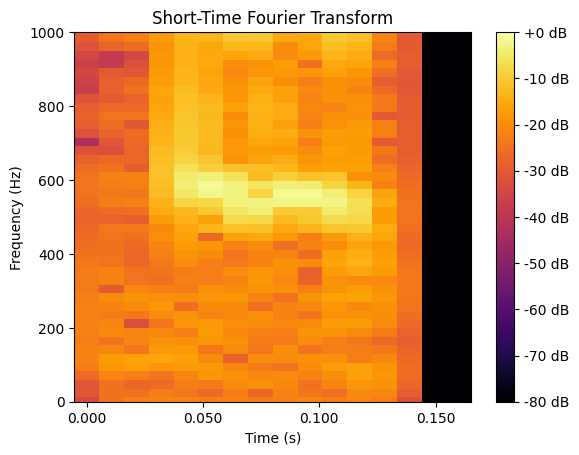 Short-Time Fourier Transform
1000
800
600
400
200
0
Frequency (Hz)
0.000
0.050
0.100
0.150
Time (s)
+0 dB
-10 dB
-20 dB
-30 dB
-40 dB
-50 dB
-60 dB
-70 dB
-80 dB